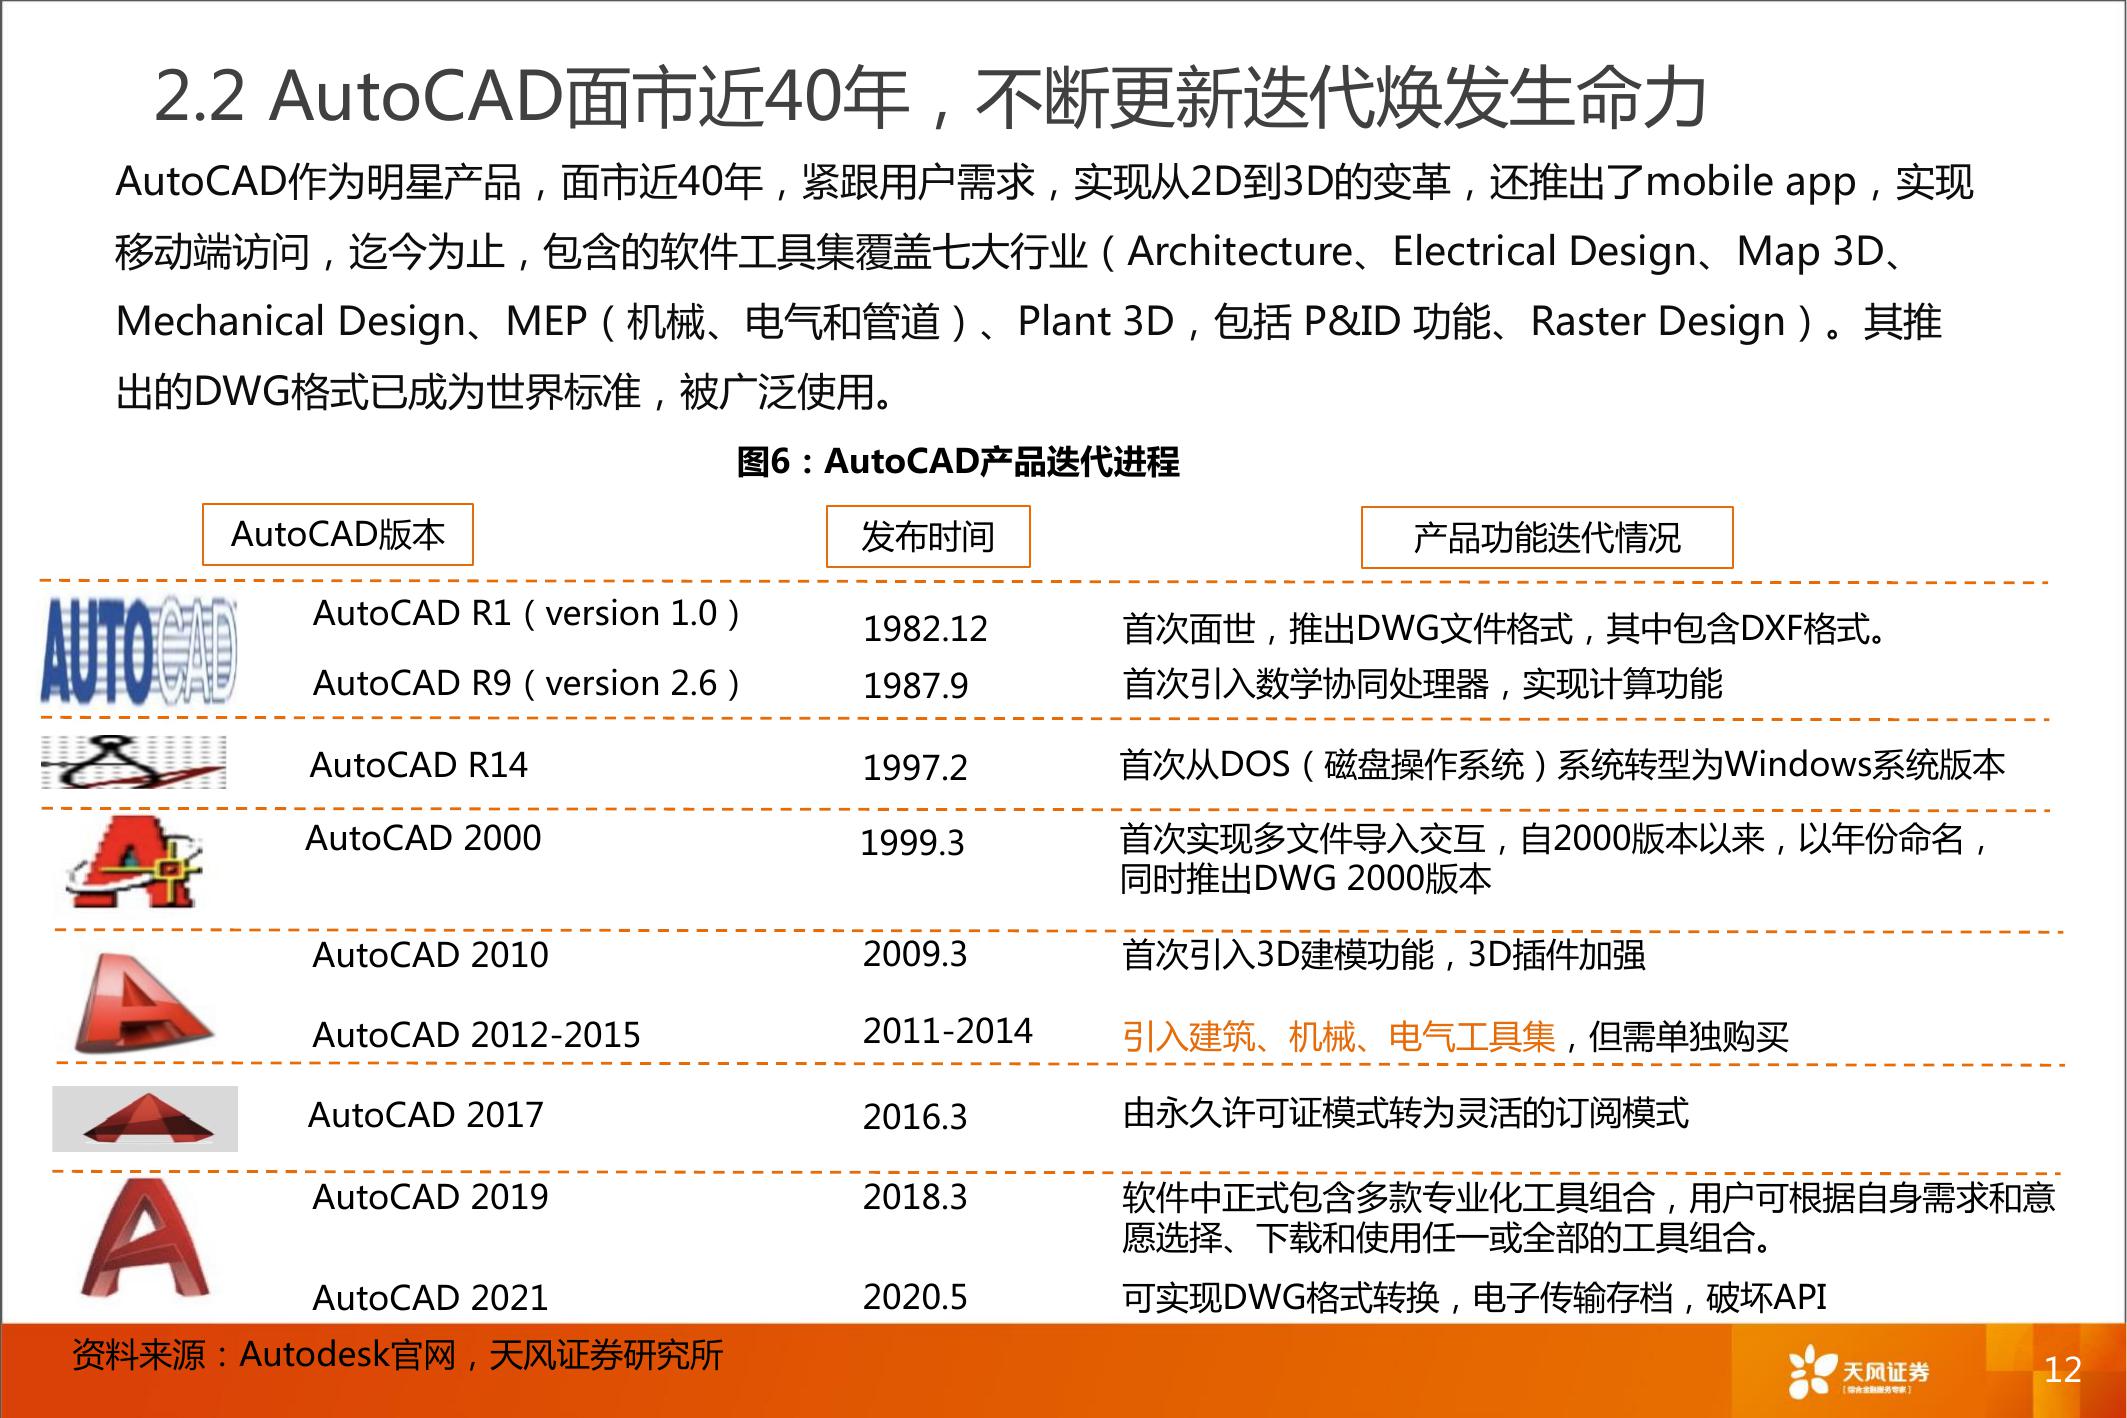 2.2 AutoCAD面市近40年，不断更新迭代焕发生命力
AutoCAD作为明星产品，面市近40年，紧跟用户需求，实现从2D到3D的变革，还推出了mobile app，实现
移动端访问，迄今为止，包含的软件工具集覆盖七大行业（Architecture、Electrical Design、Map 3D、
Mechanical Design、MEP（机械、电气和管道）、Plant 3D，包括 P&ID 功能、Raster Design）。其推
出的DWG格式已成为世界标准，被广泛使用。
图6：AutoCAD产品迭代进程
AutoCAD版本 发布时间 产品功能迭代情况
AUTOCAD
AutoCAD R1（version 1.0） 1982.12 首次面世，推出DWG文件格式，其中包含DXF格式。
AutoCAD R9（version 2.6） 1987.9 首次引入数学协同处理器，实现计算功能
AutoCAD R14 1997.2 首次从DOS（磁盘操作系统）系统转型为Windows系统版本
AutoCAD 2000 1999.3 首次实现多文件导入交互，自2000版本以来，以年份命名，
同时推出DWG 2000版本
AutoCAD 2010 2009.3 首次引入3D建模功能，3D插件加强
AutoCAD 2012-2015 2011-2014 引入建筑、机械、电气工具集，但需单独购买
AutoCAD 2017 2016.3 由永久许可证模式转为灵活的订阅模式
AutoCAD 2019 2018.3 软件中正式包含多款专业化工具组合，用户可根据自身需求和意
愿选择、下载和使用任一或全部的工具组合。
AutoCAD 2021 2020.5 可实现DWG格式转换，电子传输存档，破坏API
资料来源：Autodesk官网，天风证券研究所
天风证券
[综合金融服务专家]
12